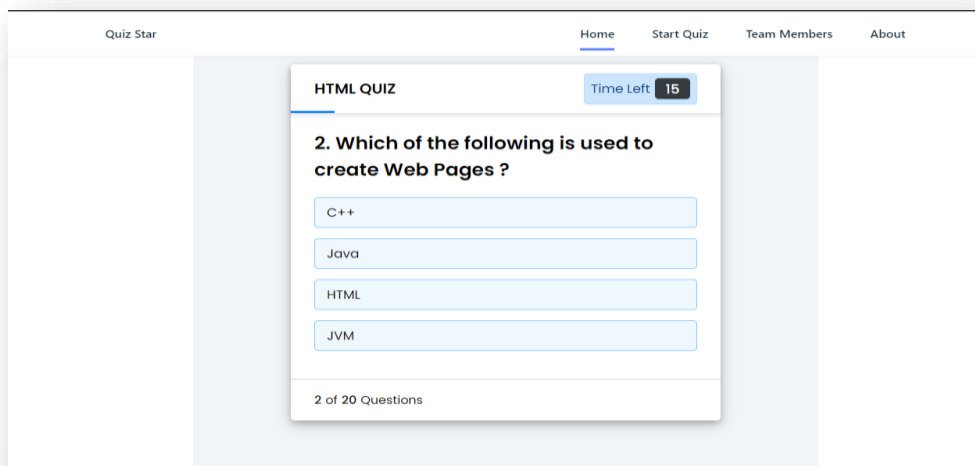 Quiz Star Home Start Quiz Team Members About
HTML QUIZ Time Left 15
2. Which of the following is used to
create Web Pages ?
C++
Java
HTML
JVM
2 of 20 Questions